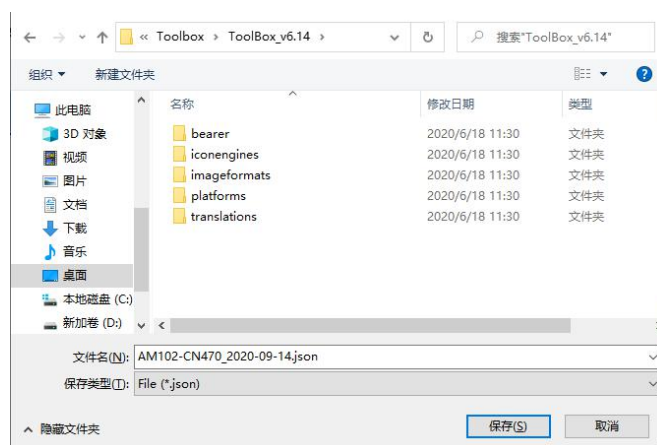 « Toolbox › ToolBox_v6.14 ›
搜索"ToolBox_v6.14"
组织 新建文件夹
名称 修改日期 类型
此电脑
3D 对象
视频
图片
文档
下载
音乐
桌面
本地磁盘 (C:)
新加卷 (D:)
bearer 2020/6/18 11:30 文件夹
iconengines 2020/6/18 11:30 文件夹
imageformats 2020/6/18 11:30 文件夹
platforms 2020/6/18 11:30 文件夹
translations 2020/6/18 11:30 文件夹
文件名(N): AM102-CN470_2020-09-14.json
保存类型(T): File (*.json)
隐藏文件夹
保存(S) 取消